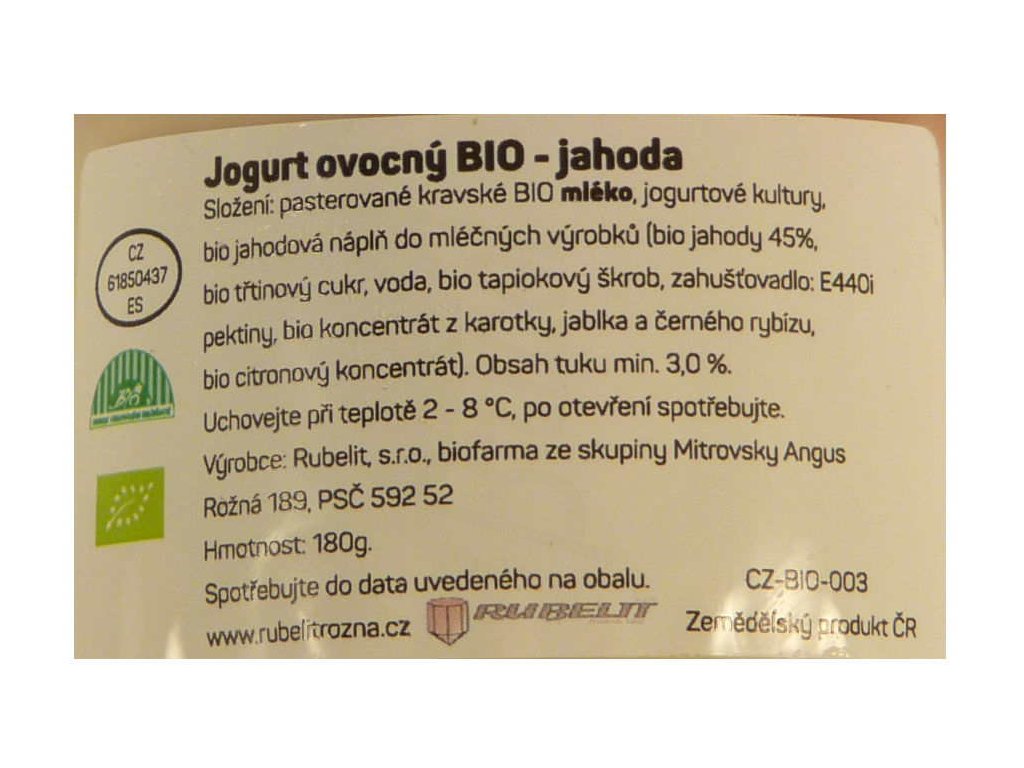 Jogurt ovocný BIO - jahoda
Složení: pasterované kravské BIO mléko, jogurtové kultury,
bio jahodová náplň do mléčných výrobků (bio jahody 45%,
bio třtinový cukr, voda, bio tapiokový škrob, zahušťovadlo: E440i
pektiny, bio koncentrát z karotky, jablka a černého rybízu,
bio citronový koncentrát). Obsah tuku min. 3,0 %.
Uchovejte při teplotě 2 - 8 °C, po otevření spotřebujte.
Výrobce: Rubelit, s.r.o., biofarma ze skupiny Mitrovsky Angus
Rožná 189, PSČ 592 52
Hmotnost: 180g.
Spotřebujte do data uvedeného na obalu.
www.rubelitrozna.cz
RUBELIT
CZ-BIO-003
Zemědělský produkt ČR
CZ
61850437
ES
BIO